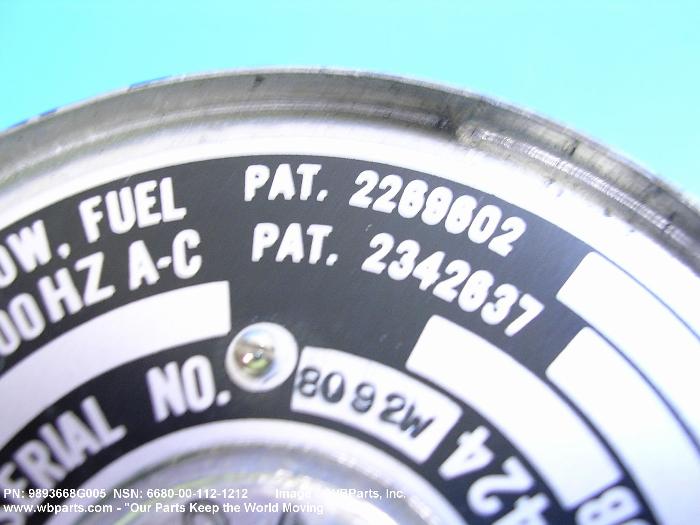 OW, FUEL
00HZ A-C
PAT. 2269602
PAT. 2342637
SERIAL NO.
8092W
424
B
PN: 9893668G005 NSN: 6680-00-112-1212 Image WBParts, Inc.
www.wbparts.com - "Our Parts Keep the World Moving